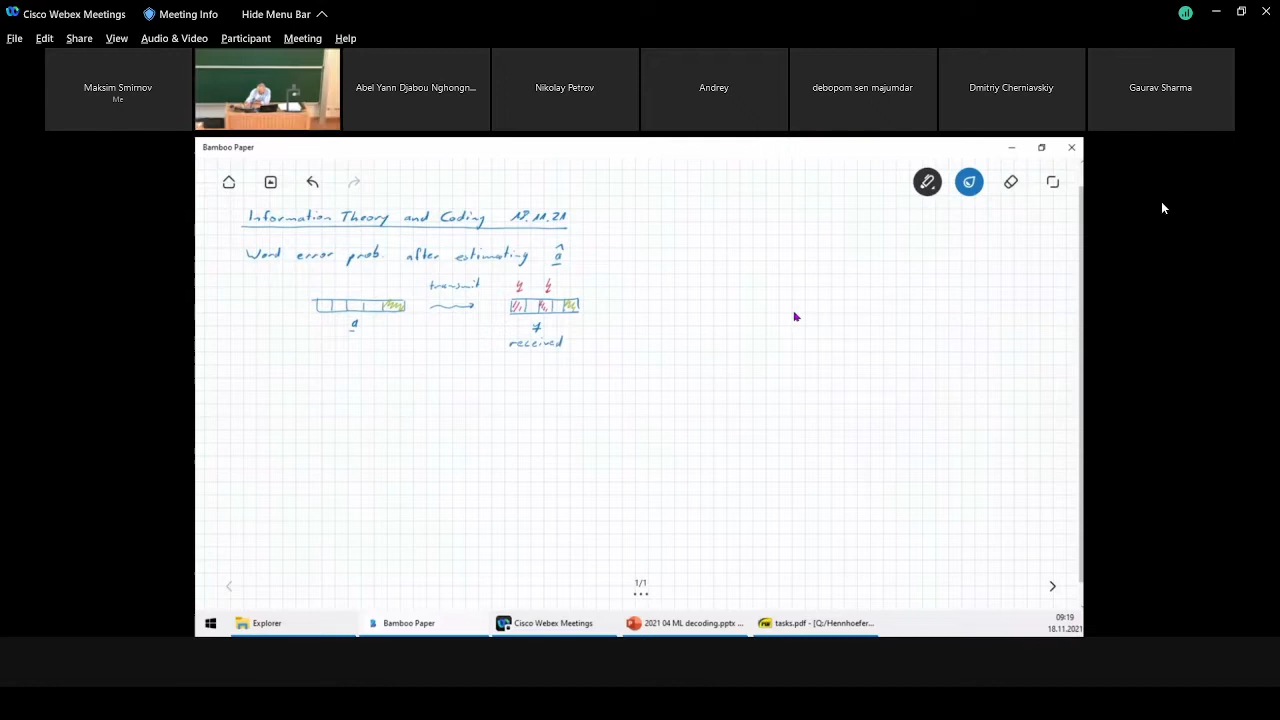 Cisco Webex Meetings Meeting Info Hide Menu Bar
File Edit Share View Audio & Video Participant Meeting Help
Maksim Smirnov
Me
Abel Yann Djabou Nghongn...
Nikolay Petrov
Andrey
debopom sen majumdar
Dmitriy Cherniavskiy
Gaurav Sharma
Bamboo Paper
Information Theory and Coding 18.11.21
Word error prob. after estimating â
transmit
a
received
1/1
Explorer
Bamboo Paper
Cisco Webex Meetings
2021 04 ML decoding.pptx ...
tasks.pdf - [Q:/Hennhoefer...
09:19
18.11.2021